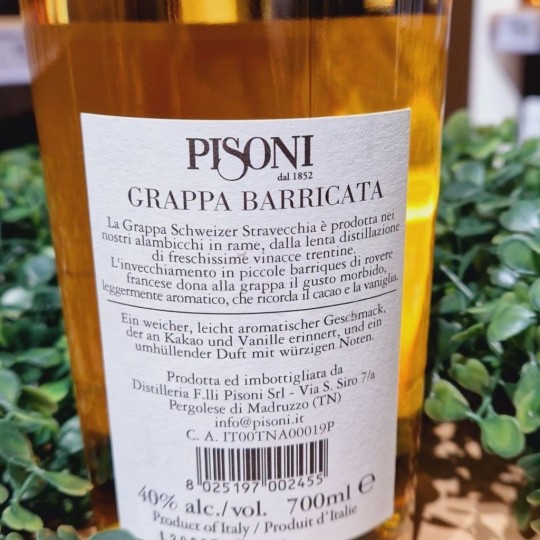 PISONI
dal 1852
GRAPPA BARRICATA
La Grappa Schweizer Stravecchia è prodotta nei
nostri alambicchi in rame, dalla lenta distillazione
di freschissime vinacce trentine.
L'invecchiamento in piccole barriques di rovere
francese dona alla grappa il gusto morbido,
leggermente aromatico, che ricorda il cacao e la vaniglia.
Ein weicher, leicht aromatischer Geschmack,
der an Kakao und Vanille erinnert, und ein
umhüllender Duft mit würzigen Noten.
Prodotta ed imbottigliata da
Distilleria F.lli Pisoni Srl - Via S. Siro 7/a
Pergolese di Madruzzo (TN)
info@pisoni.it
C. A. IT00TNA00019P
8 025197 002455
40% alc./vol. 700ml e
Product of Italy / Produit d'Italie